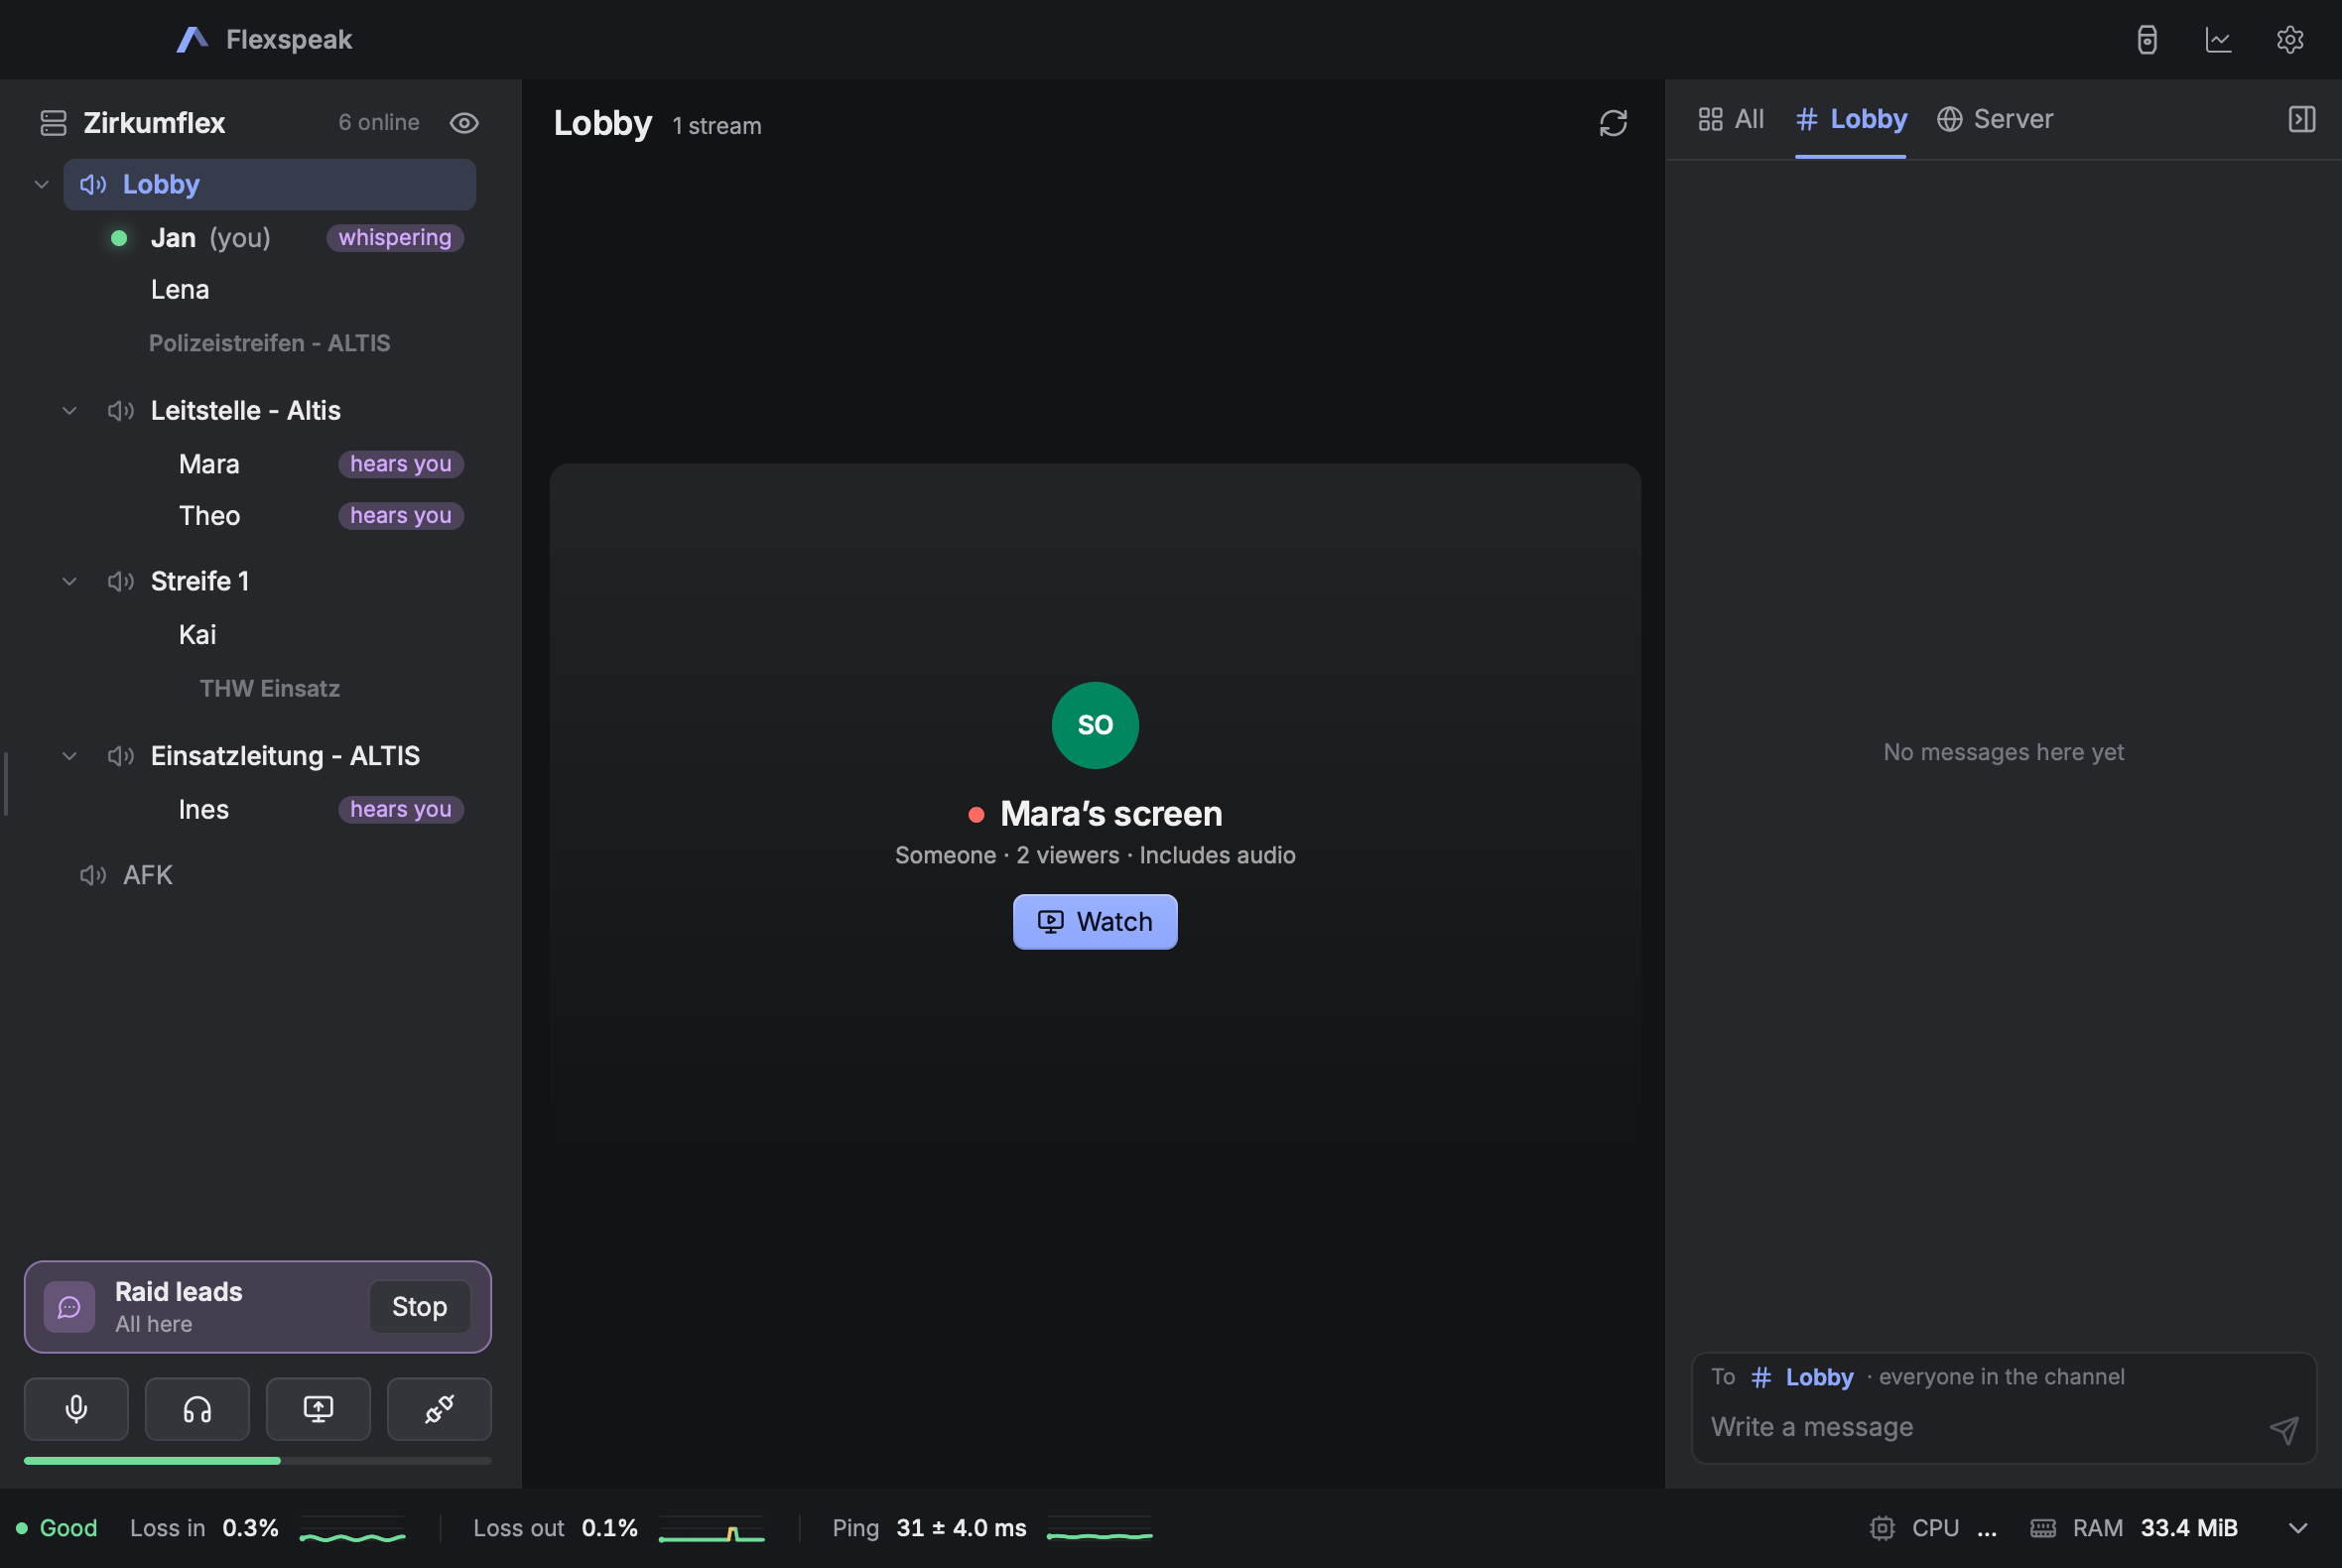 Flexspeak
Zirkumflex 6 online
Lobby
Jan (you) whispering
Lena
Polizeistreifen - ALTIS
Leitstelle - Altis
Mara hears you
Theo hears you
Streife 1
Kai
THW Einsatz
Einsatzleitung - ALTIS
Ines hears you
AFK
Raid leads
All here
Stop
Lobby 1 stream
SO
Mara’s screen
Someone · 2 viewers · Includes audio
Watch
All # Lobby Server
No messages here yet
To # Lobby · everyone in the channel
Write a message
Good Loss in 0.3% Loss out 0.1% Ping 31 ± 4.0 ms CPU ... RAM 33.4 MiB